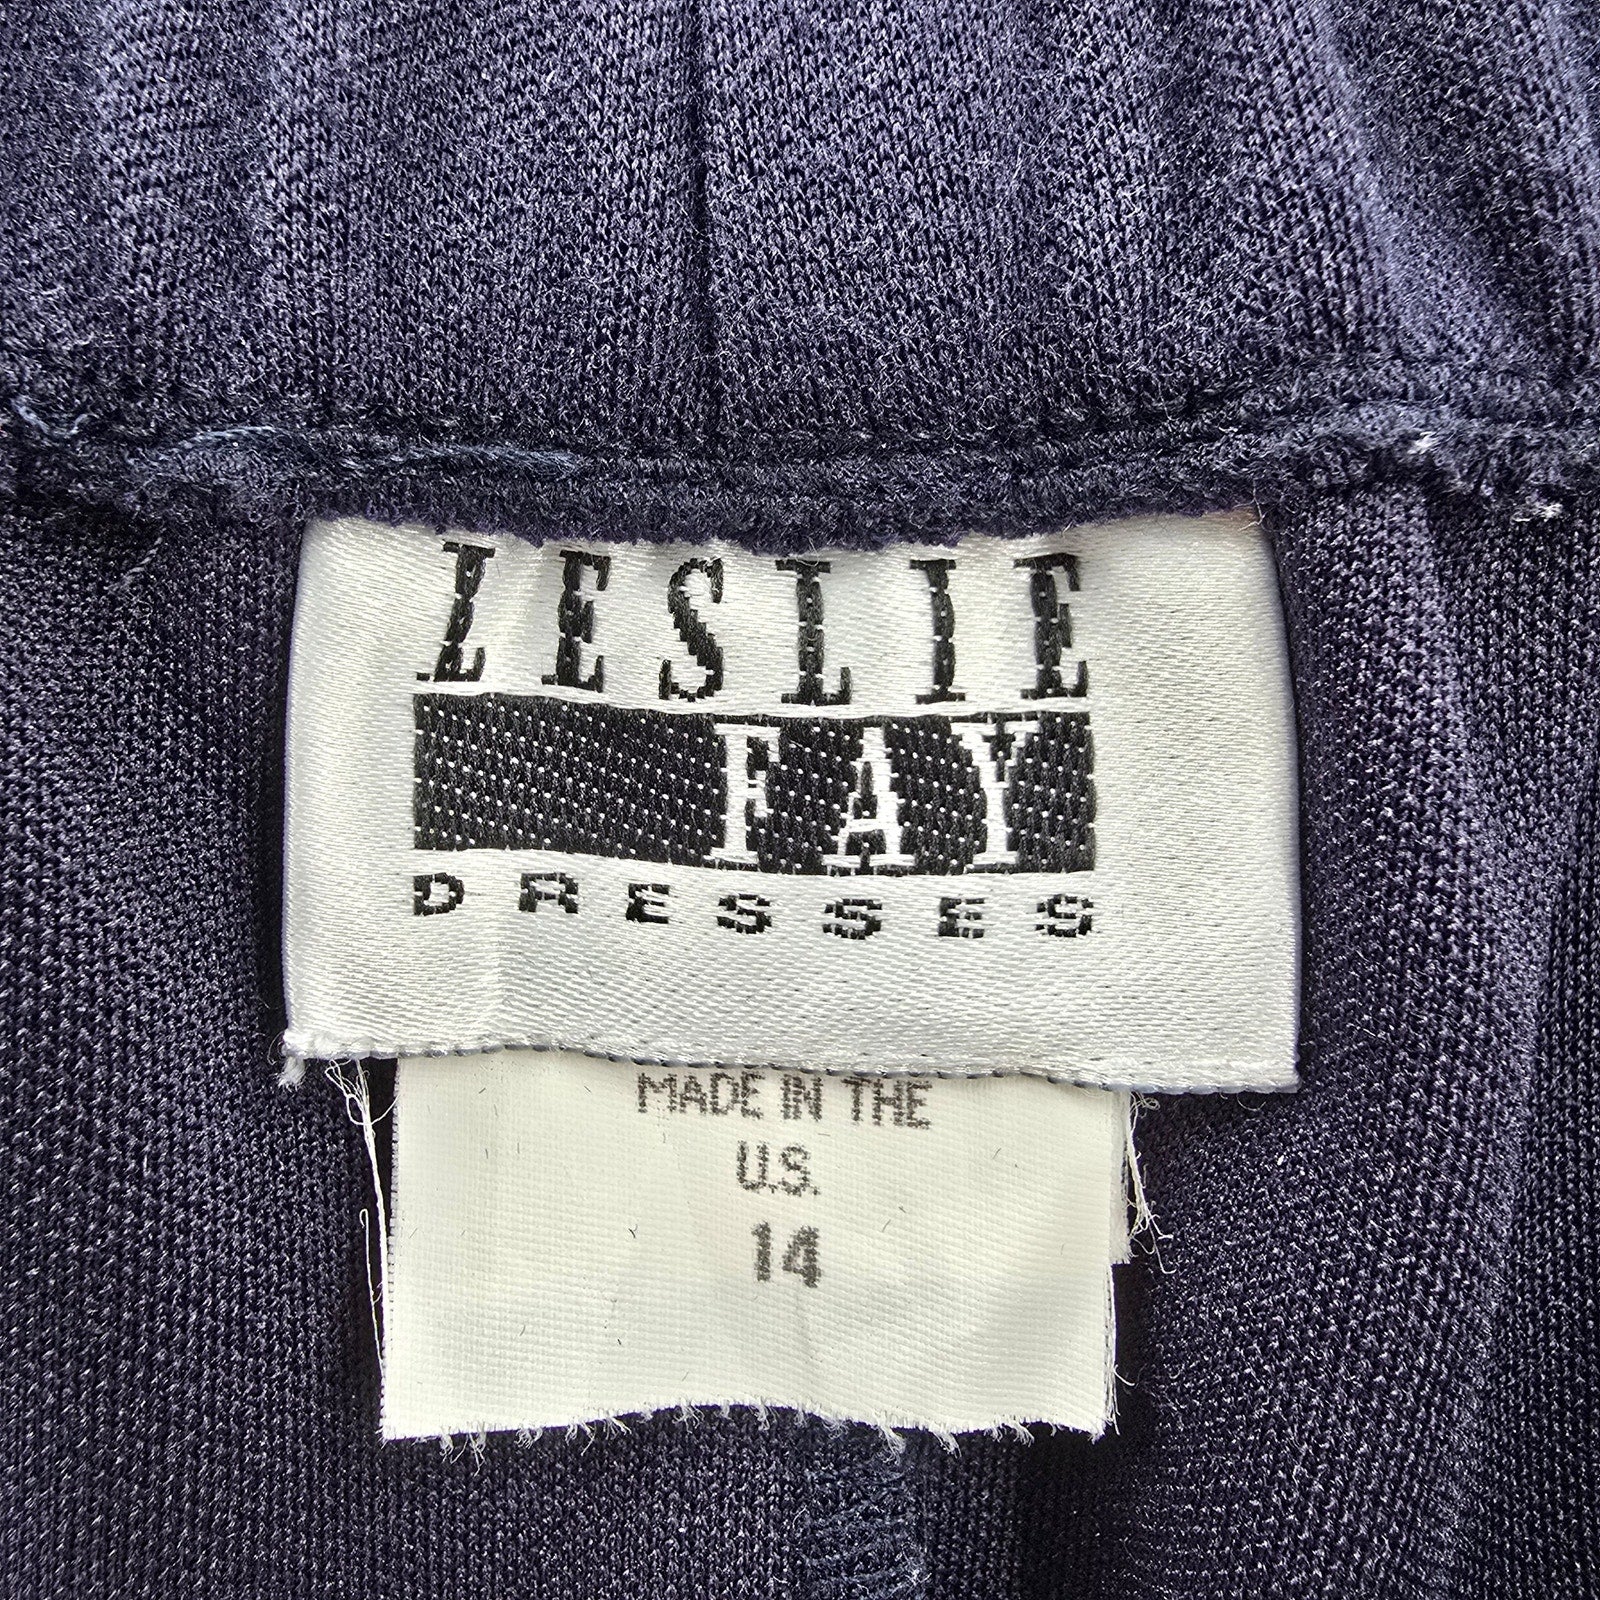 LESLIE
FAY
DRESSES
MADE IN THE
U.S.
14